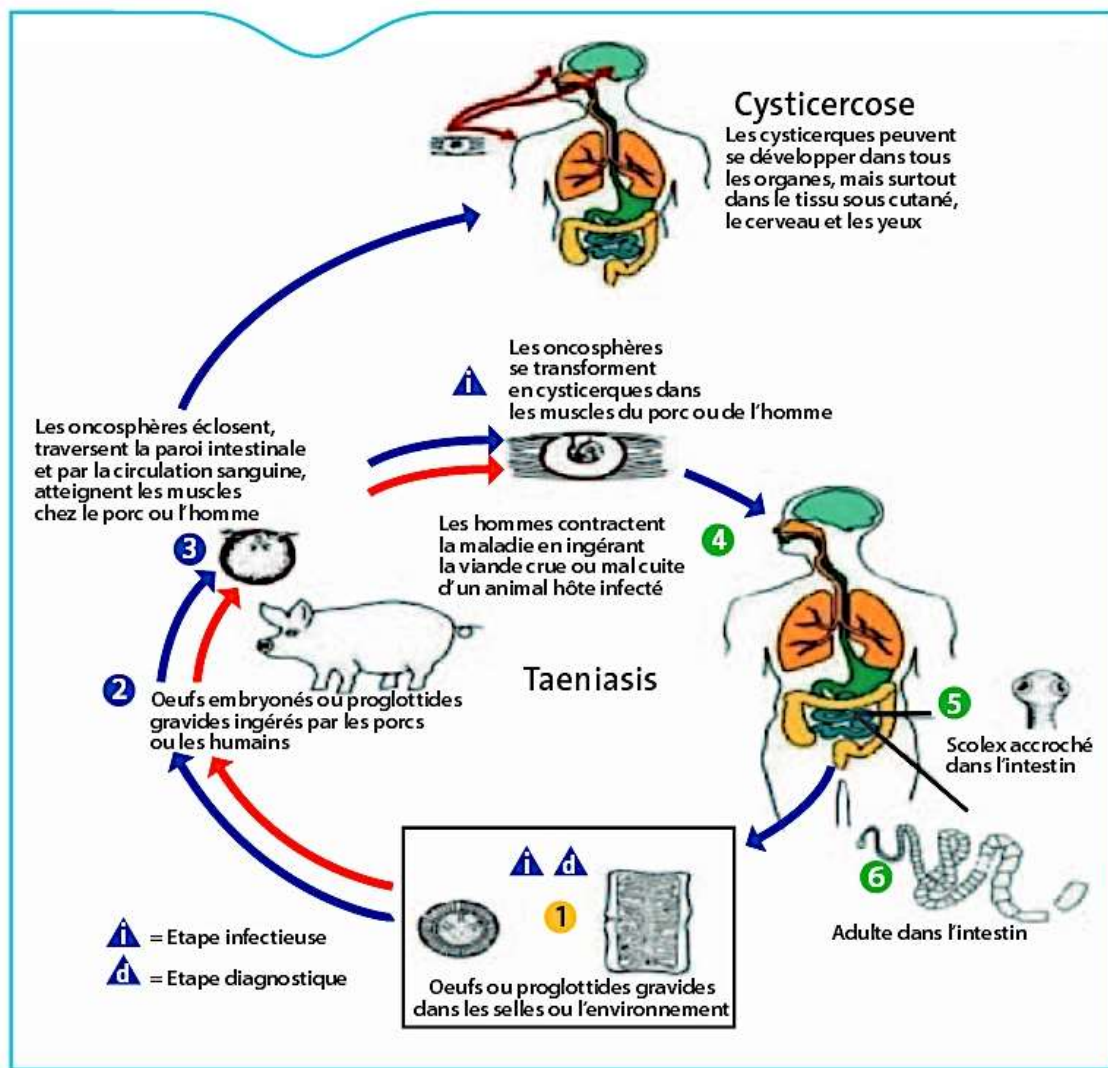 Cysticercose
Les cysticerques peuvent
se développer dans tous
les organes, mais surtout
dans le tissu sous cutané,
le cerveau et les yeux
i
Les oncosphères
se transforment
en cysticerques dans
les muscles du porc ou de l'homme
Les oncosphères éclosent,
traversent la paroi intestinale
et par la circulation sanguine,
atteignent les muscles
chez le porc ou l'homme
3
Les hommes contractent
la maladie en ingérant
la viande crue ou mal cuite
d'un animal hôte infecté
4
Taeniasis
2
Oeufs embryonés ou proglottides
gravides ingérés par les porcs
ou les humains
5
Scolex accroché
dans l'intestin
6
Adulte dans l'intestin
i d
1
Oeufs ou proglottides gravides
dans les selles ou l'environnement
i = Etape infectieuse
d = Etape diagnostique